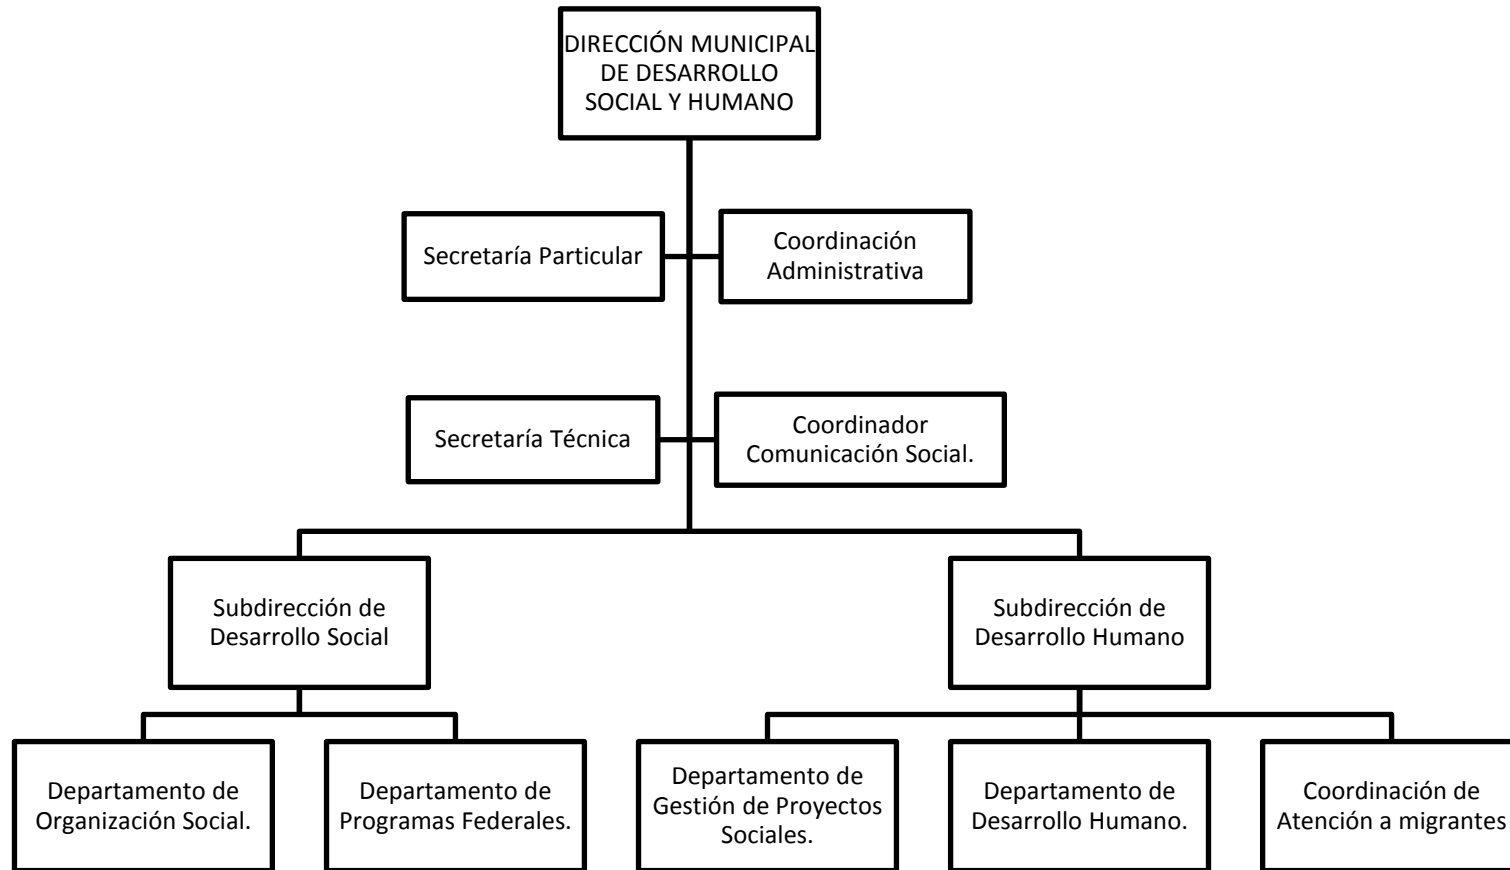 DIRECCIÓN MUNICIPAL
DE DESARROLLO
SOCIAL Y HUMANO
Secretaría Particular
Coordinación
Administrativa
Secretaría Técnica
Coordinador
Comunicación Social.
Subdirección de
Desarrollo Social
Subdirección de
Desarrollo Humano
Departamento de
Organización Social.
Departamento de
Programas Federales.
Departamento de
Gestión de Proyectos
Sociales.
Departamento de
Desarrollo Humano.
Coordinación de
Atención a migrantes